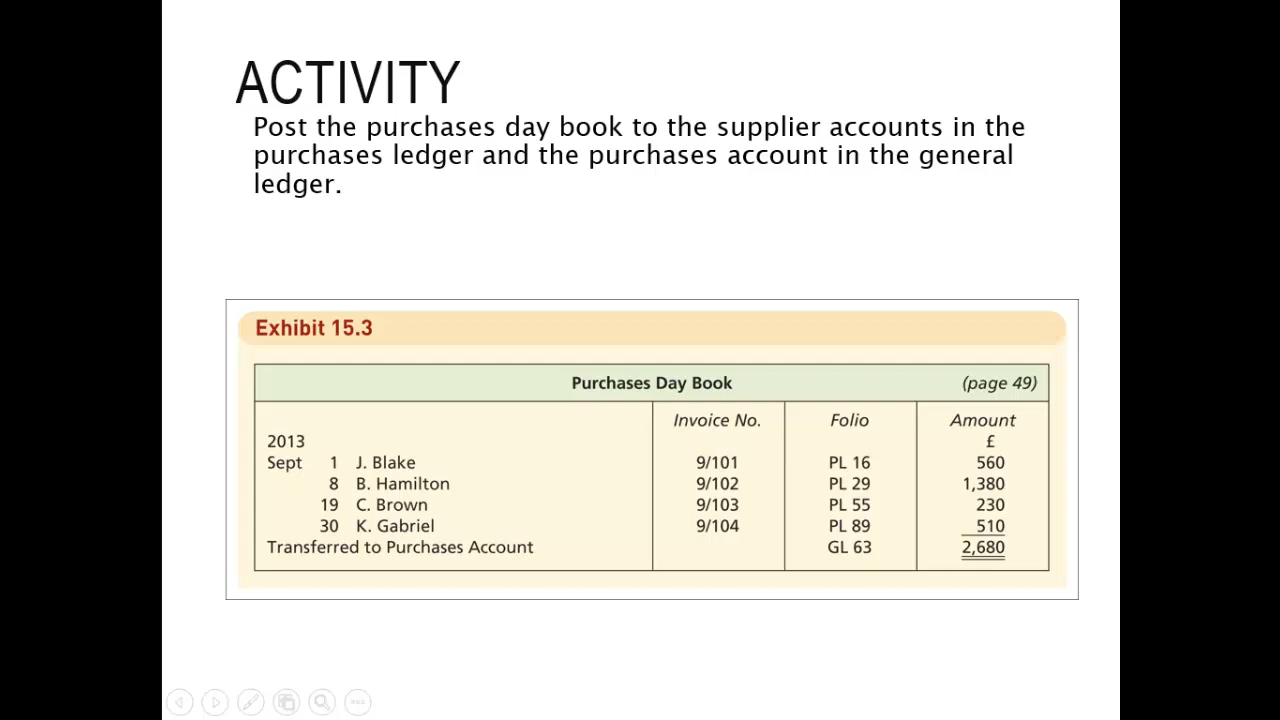 ACTIVITY
Post the purchases day book to the supplier accounts in the
purchases ledger and the purchases account in the general
ledger.
Exhibit 15.3
Purchases Day Book (page 49)
Invoice No. Folio Amount
2013 £
Sept 1 J. Blake 9/101 PL 16 560
8 B. Hamilton 9/102 PL 29 1,380
19 C. Brown 9/103 PL 55 230
30 K. Gabriel 9/104 PL 89 510
Transferred to Purchases Account GL 63 2,680